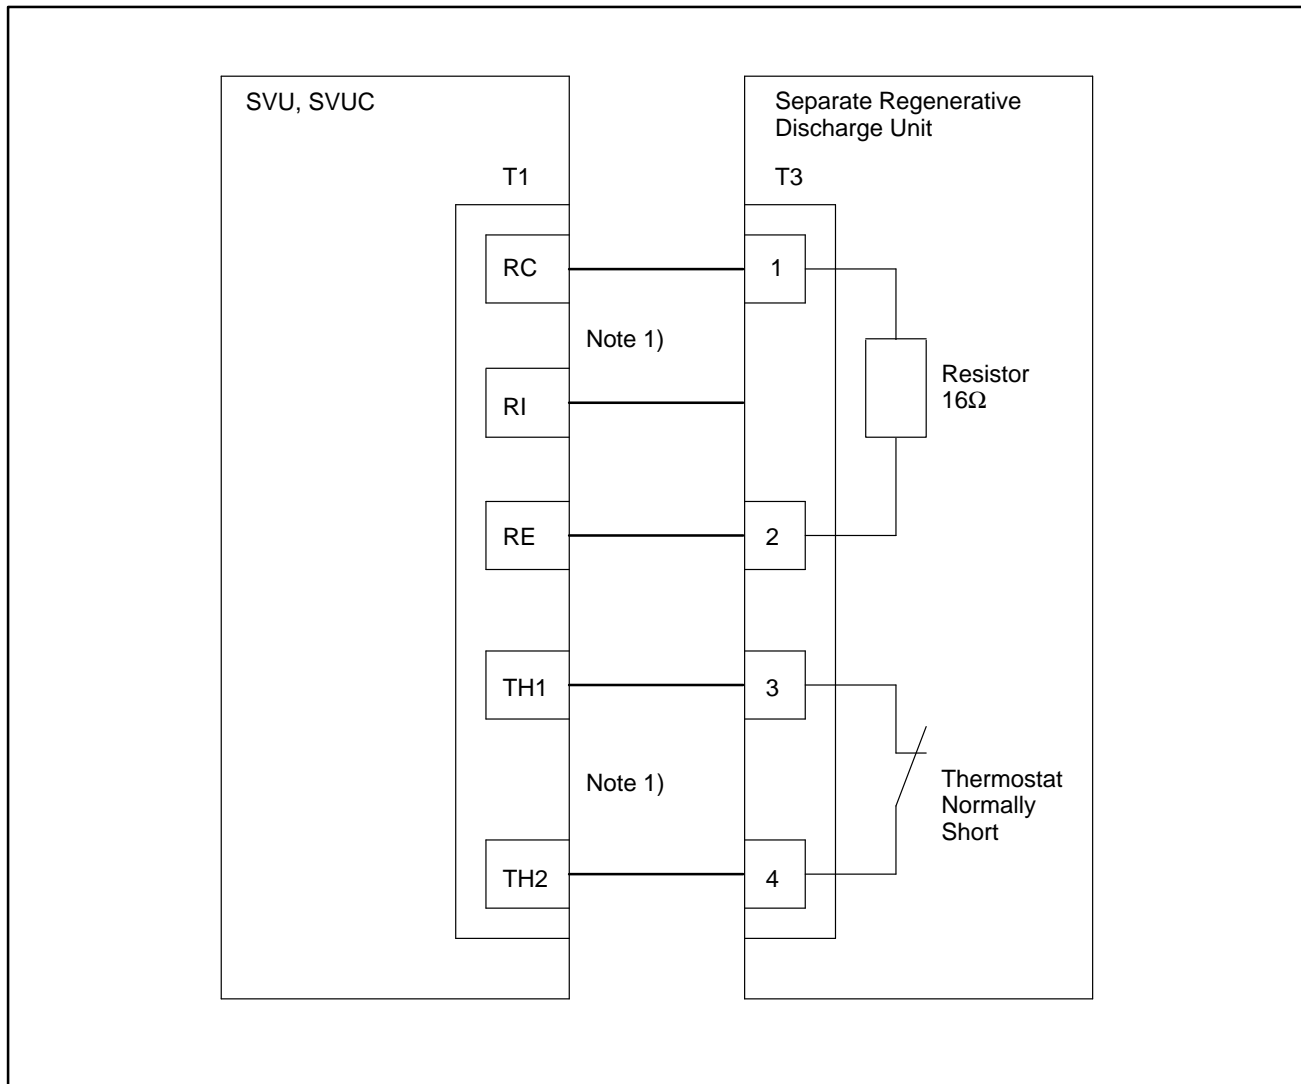 SVU, SVUC
Separate Regenerative
Discharge Unit
T1
T3
RC
1
Note 1)
RI
Resistor
16Ω
RE
2
TH1
3
Note 1)
Thermostat
Normally
Short
TH2
4